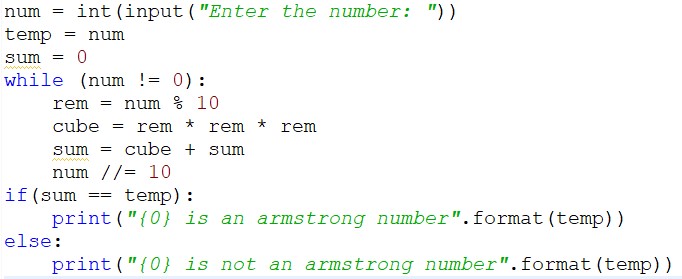 num = int(input("Enter the number: "))
temp = num
sum = 0
while (num != 0):
    rem = num % 10
    cube = rem * rem * rem
    sum = cube + sum
    num //= 10
if(sum == temp):
    print("{0} is an armstrong number".format(temp))
else:
    print("{0} is not an armstrong number".format(temp))